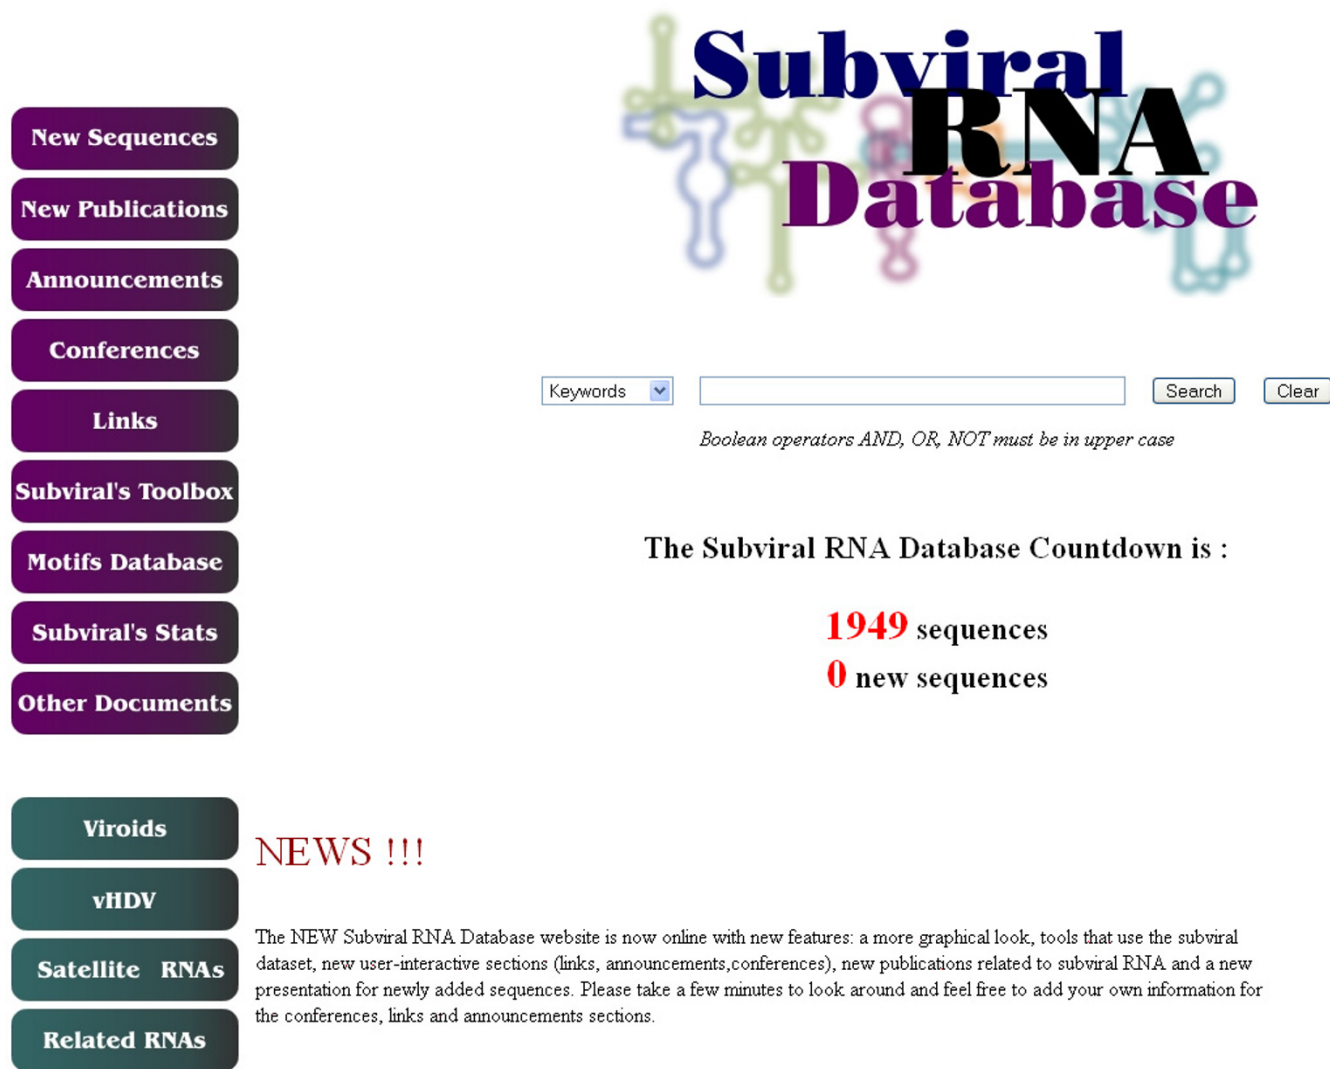 Subviral
RNA
Database
New Sequences
New Publications
Announcements
Conferences
Links
Subviral's Toolbox
Motifs Database
Subviral's Stats
Other Documents
Viroids
vHDV
Satellite RNAs
Related RNAs
Keywords
Search
Clear
Boolean operators AND, OR, NOT must be in upper case
The Subviral RNA Database Countdown is :
1949 sequences
0 new sequences
NEWS !!!
The NEW Subviral RNA Database website is now online with new features: a more graphical look, tools that use the subviral
dataset, new user-interactive sections (links, announcements,conferences), new publications related to subviral RNA and a new
presentation for newly added sequences. Please take a few minutes to look around and feel free to add your own information for
the conferences, links and announcements sections.